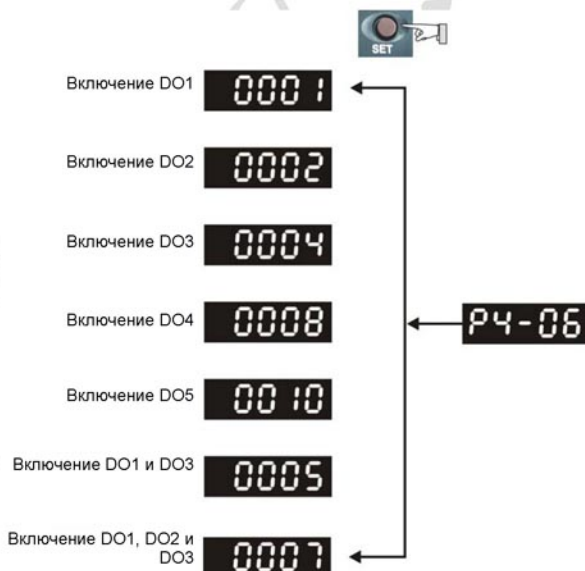 SET
Включение DO1
0001
Включение DO2
0002
Включение DO3
0004
Включение DO4
0008
P4-06
Включение DO5
0010
Включение DO1 и DO3
0005
Включение DO1, DO2 и
DO3
0007